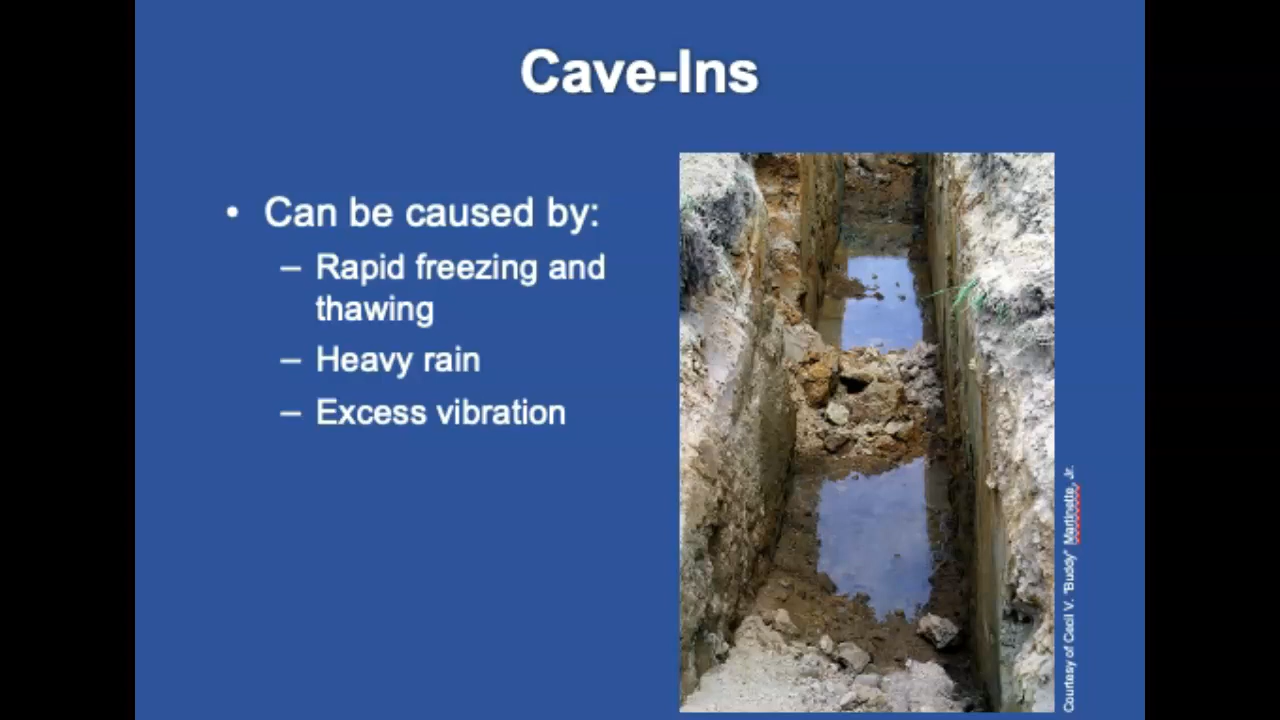 Cave-Ins
• Can be caused by:
– Rapid freezing and
thawing
– Heavy rain
– Excess vibration
Courtesy of Cecil V. "Buddy" Martinette, Jr.